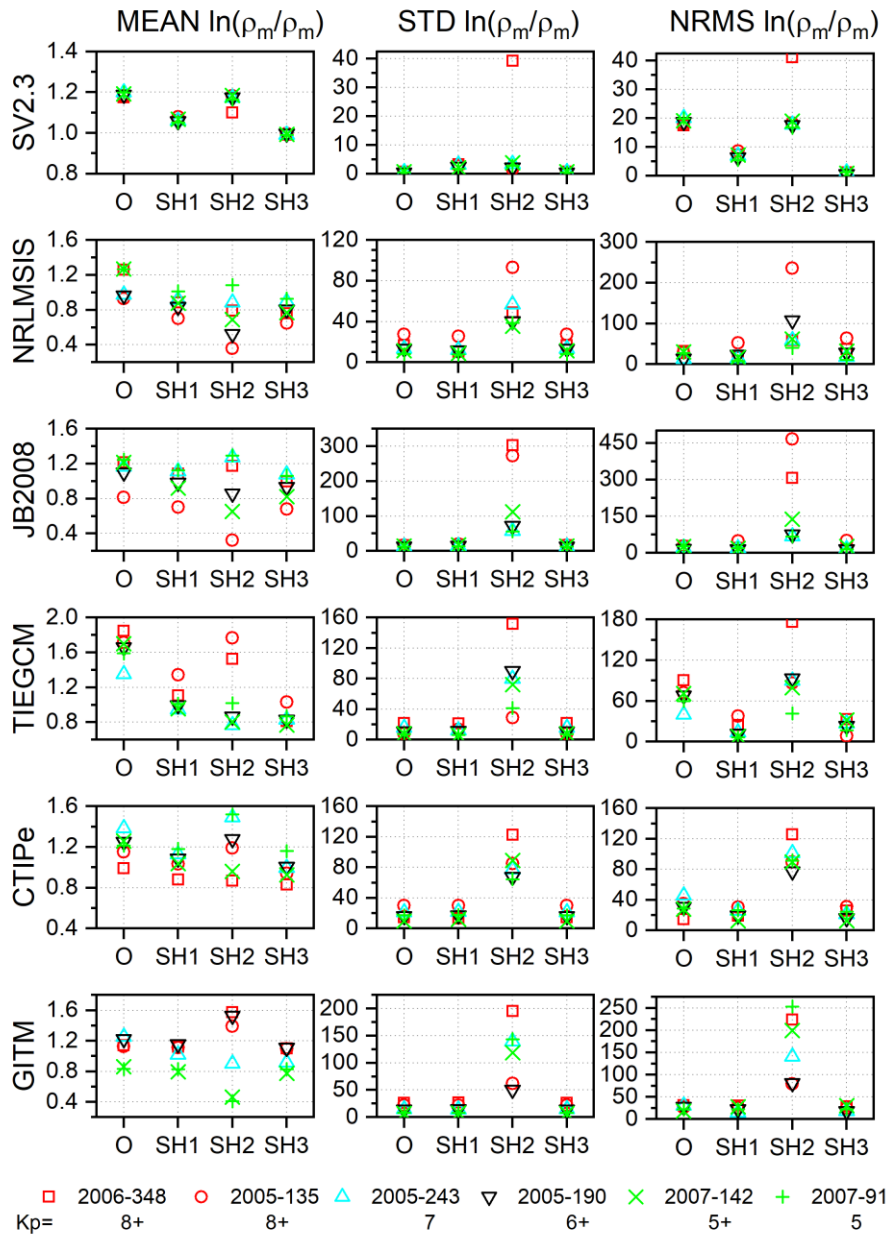 MEAN ln(ρm/ρm) STD ln(ρm/ρm) NRMS ln(ρm/ρm)
SV2.3
1.4 40 40
1.2 30 30
20 20
1.0 10 10
0.8 0 0
O SH1 SH2 SH3 O SH1 SH2 SH3 O SH1 SH2 SH3
NRLMSIS
1.6 120 300
1.2 80 200
0.8 40 100
0.4 0 0
O SH1 SH2 SH3 O SH1 SH2 SH3 O SH1 SH2 SH3
JB2008
1.6 300 450
1.2 200 300
0.8 100 150
0.4 0 0
O SH1 SH2 SH3 O SH1 SH2 SH3 O SH1 SH2 SH3
TIEGCM
2.0 160 180
1.6 120 120
1.2 80 60
0.8 40 0
0
O SH1 SH2 SH3 O SH1 SH2 SH3 O SH1 SH2 SH3
CTIPe
1.6 160 160
1.2 120 120
0.8 80 80
0.4 40 40
0 0
O SH1 SH2 SH3 O SH1 SH2 SH3 O SH1 SH2 SH3
GITM
1.6 200 250
1.2 150 200
0.8 100 150
0.4 50 100
0 50
0
O SH1 SH2 SH3 O SH1 SH2 SH3 O SH1 SH2 SH3
2006-348 2005-135 2005-243 2005-190 2007-142 2007-91
Kp= 8+ 8+ 7 6+ 5+ 5